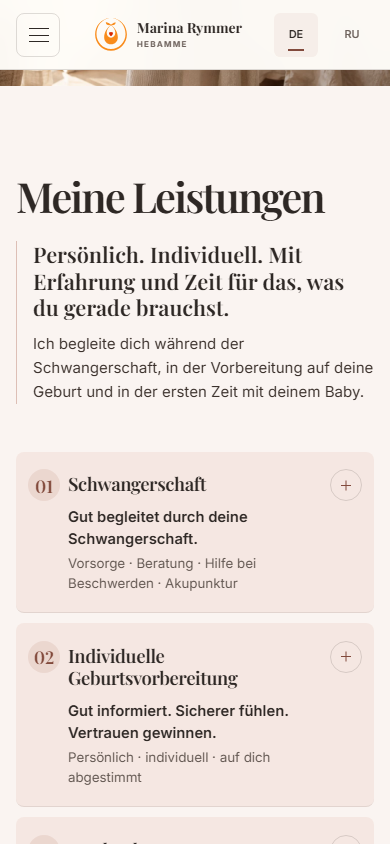 Marina Rymmer
HEBAMME
DE
RU
Meine Leistungen
Persönlich. Individuell. Mit
Erfahrung und Zeit für das, was
du gerade brauchst.
Ich begleite dich während der
Schwangerschaft, in der Vorbereitung auf deine
Geburt und in der ersten Zeit mit deinem Baby.
01
Schwangerschaft
Gut begleitet durch deine
Schwangerschaft.
Vorsorge · Beratung · Hilfe bei
Beschwerden · Akupunktur
02
Individuelle
Geburtsvorbereitung
Gut informiert. Sicherer fühlen.
Vertrauen gewinnen.
Persönlich · individuell · auf dich
abgestimmt